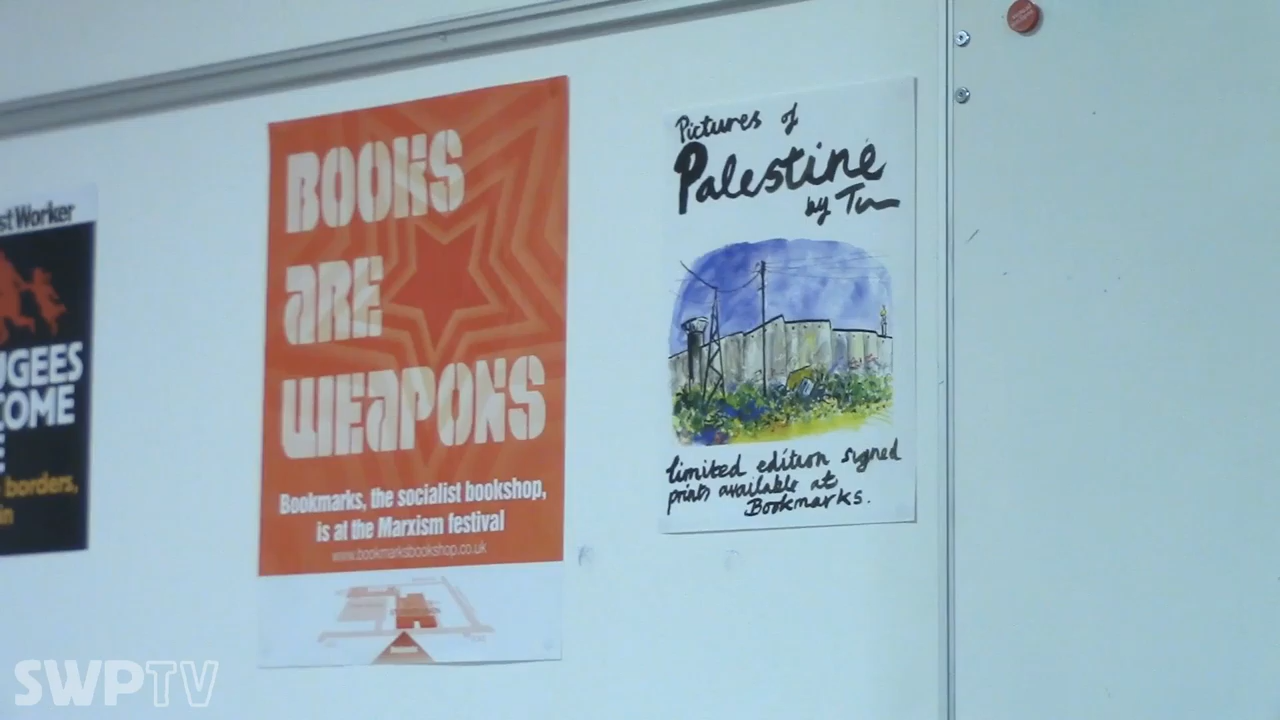 st Worker
UGEES
COME
borders,
in
BOOKS
ARE
WEAPONS
Bookmarks, the socialist bookshop,
is at the Marxism festival
www.bookmarksbookshop.co.uk
Pictures of
Palestine
by Tim
limited edition signed
prints available at
Bookmarks.
SWPTV